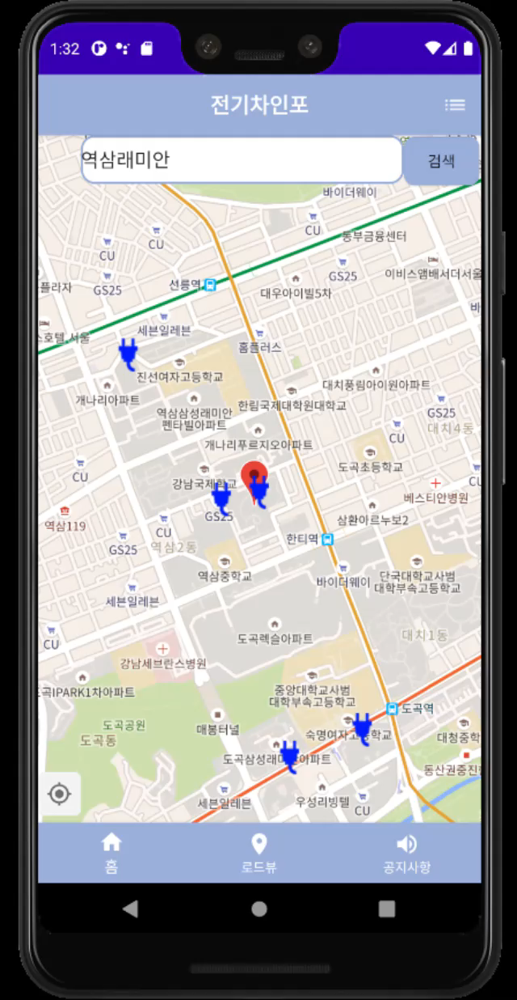 1:32
전기차인포
역삼래미안
검색
바이더웨이
CU
동부금융센터
CU
CU
GS25
이비스앰배서더서울
플라자
GS25
선릉역
대우아이빌5차
세븐일레븐
호텔 서울
홈플러스
진선여자고등학교
대치풍림아이원아파트
개나리아파트
한림국제대학원대학교
역삼삼성래미안
펜타빌아파트
GS25
대치4동
CU
개나리푸르지오아파트
도곡초등학교
CU
강남국제학교
베스티안병원
GS25
삼환아르누보2
역삼119
CU
한티역
GS25
역삼2동
역삼중학교
바이더웨이
단국대학교사범
대학부속고등학교
세븐일레븐
대치1동
도곡렉슬아파트
CU
강남세브란스병원
도곡IPARK1차아파트
중앙대학교사범
대학부속고등학교
도곡역
도곡공원
매봉터널
숙명여자고등학교
도곡동
대청중학
도곡삼성래미안아파트
동산권중진
세븐일레븐
우성리빙텔
CU
홈
로드뷰
공지사항